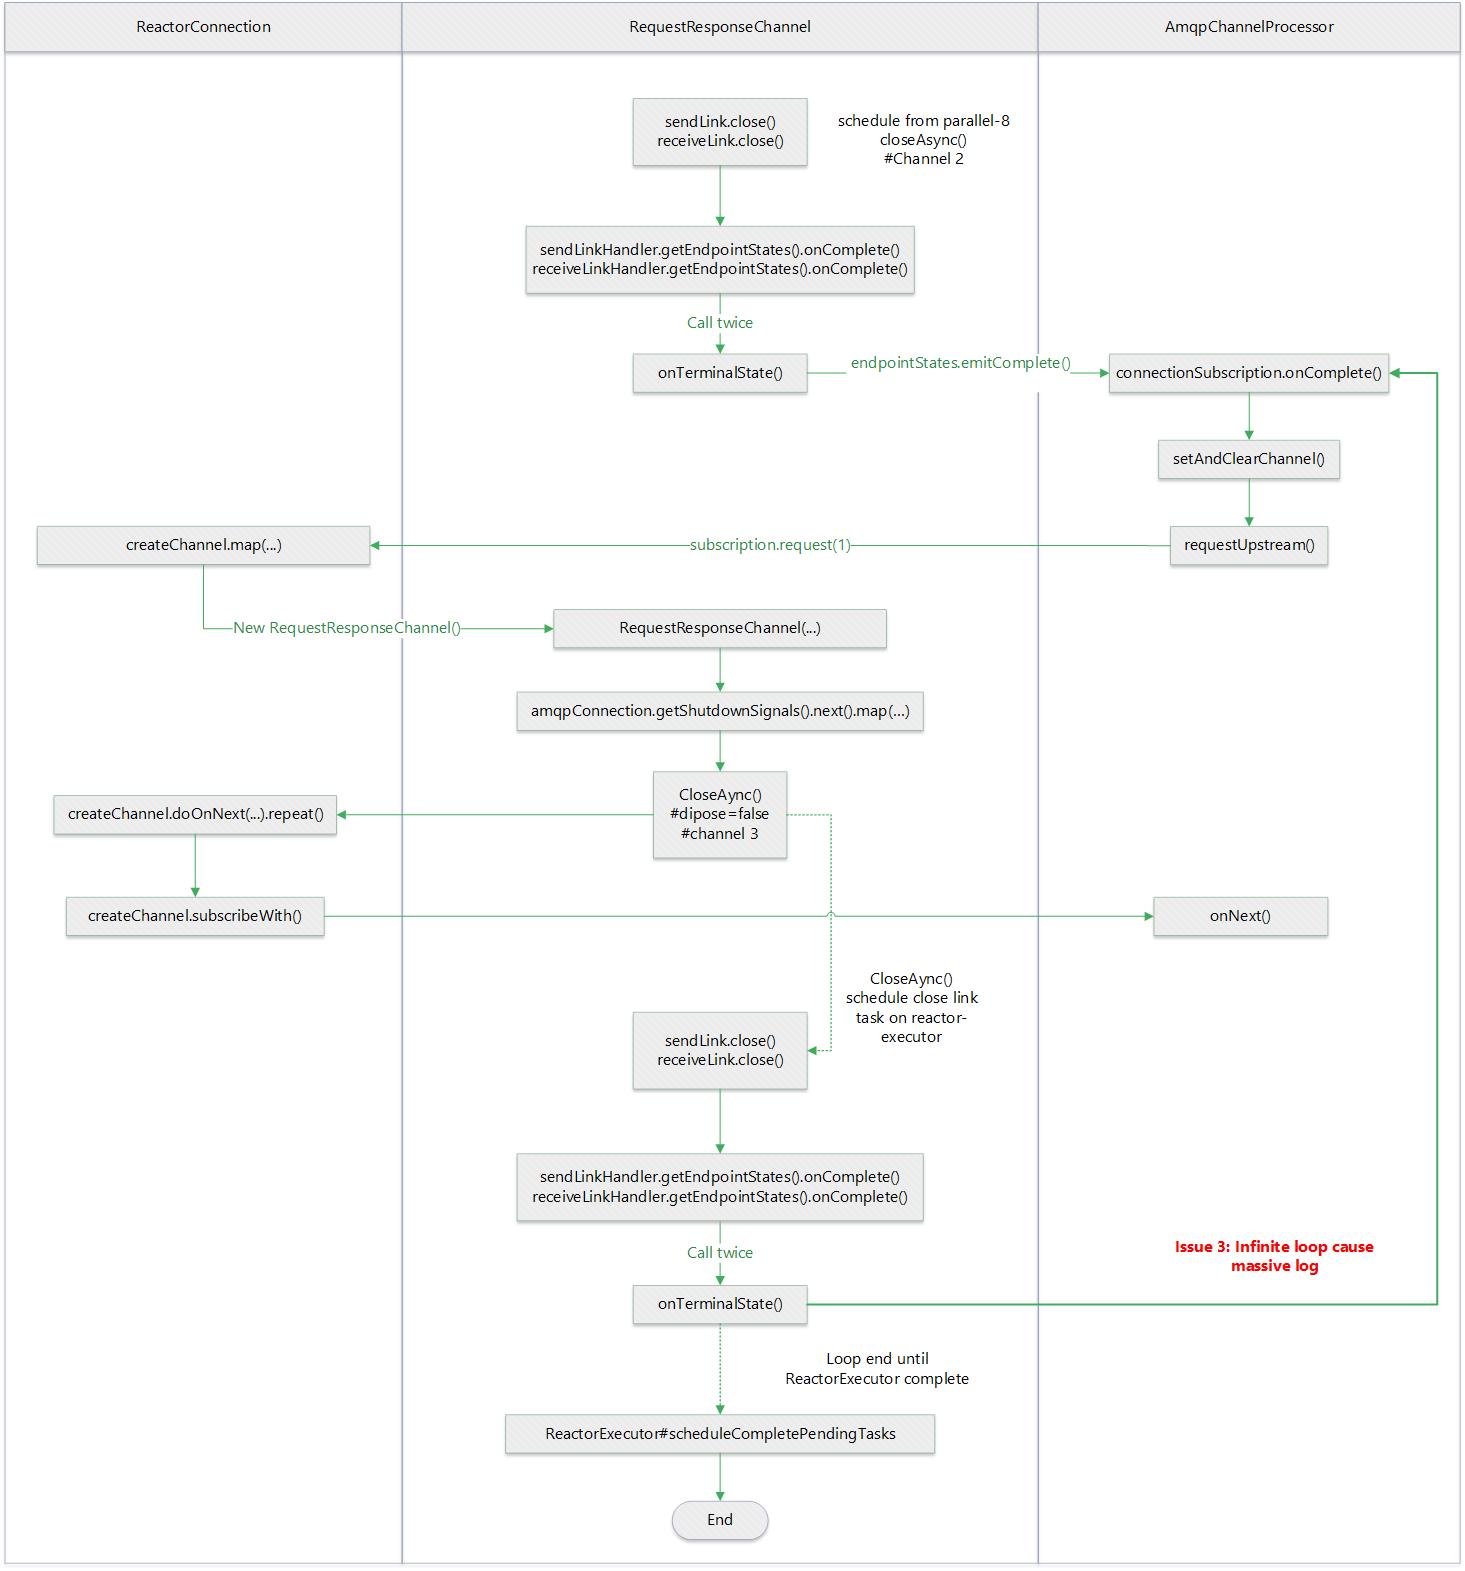 ReactorConnection
RequestResponseChannel
AmqpChannelProcessor
sendLink.close()
receiveLink.close()
schedule from parallel-8
closeAsync()
#Channel 2
sendLinkHandler.getEndpointStates().onComplete()
receiveLinkHandler.getEndpointStates().onComplete()
Call twice
onTerminalState()
endpointStates.emitComplete()
connectionSubscription.onComplete()
setAndClearChannel()
createChannel.map(...)
subscription.request(1)
requestUpstream()
New RequestResponseChannel()
RequestResponseChannel(...)
amqpConnection.getShutdownSignals().next().map(...)
CloseAync()
#dipose=false
#channel 3
createChannel.doOnNext(...).repeat()
createChannel.subscribeWith()
onNext()
CloseAync()
schedule close link
task on reactor-
executor
sendLink.close()
receiveLink.close()
sendLinkHandler.getEndpointStates().onComplete()
receiveLinkHandler.getEndpointStates().onComplete()
Issue 3: Infinite loop cause
massive log
Call twice
onTerminalState()
Loop end until
ReactorExecutor complete
ReactorExecutor#scheduleCompletePendingTasks
End